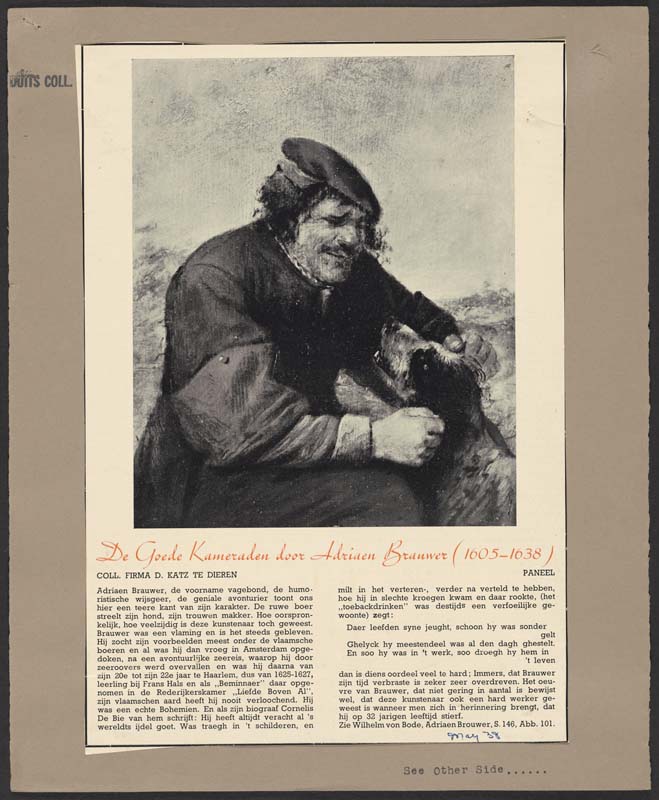 DUITS COLL.
De Goede Kameraden door Adriaen Brauwer (1605-1638)
COLL. FIRMA D. KATZ TE DIEREN
PANEEL
Adriaen Brauwer, de voorname vagebond, de humo-
ristische wijsgeer, de geniale avonturier toont ons
hier een teere kant van zijn karakter. De ruwe boer
streelt zijn hond, zijn trouwen makker. Hoe oorspron-
kelijk, hoe veelzijdig is deze kunstenaar toch geweest.
Brauwer was een vlaming en is het steeds gebleven.
Hij zocht zijn voorbeelden meest onder de vlaamsche
boeren en al was hij dan vroeg in Amsterdam opge-
doken, na een avontuurlijke zeereis, waarop hij door
zeeroovers werd overvallen en was hij daarna van
zijn 20e tot zijn 22e jaar te Haarlem, dus van 1625-1627,
leerling bij Frans Hals en als „Beminnaer” daar opge-
nomen in de Rederijkerskamer „Liefde Boven Al”,
zijn vlaamschen aard heeft hij nooit verloochend. Hij
was een echte Bohemien. En als zijn biograaf Cornelis
De Bie van hem schrijft: Hij heeft altijdt veracht al 's
wereldts ijdel goet. Was traegh in 't schilderen, en
milt in het verteren-, verder na verteld te hebben,
hoe hij in slechte kroegen kwam en daar rookte, (het
„toebackdrinken” was destijds een verfoeilijke ge-
woonte) zegt:
Daer leefden syne jeught, schoon hy was sonder
gelt
Ghelyck hy meestendeel was al den dagh ghestelt.
En soo hy was in 't werk, soo droegh hy hem in
't leven
dan is diens oordeel veel te hard; Immers, dat Brauwer
zijn tijd verbraste is zeker zeer overdreven. Het oeu-
vre van Brauwer, dat niet gering in aantal is bewijst
wel, dat deze kunstenaar ook een hard werker ge-
weest is wanneer men zich in herinnering brengt, dat
hij op 32 jarigen leeftijd stierf.
Zie Wilhelm von Bode, Adriaen Brouwer, S. 146, Abb. 101.
May 38
See Other Side......